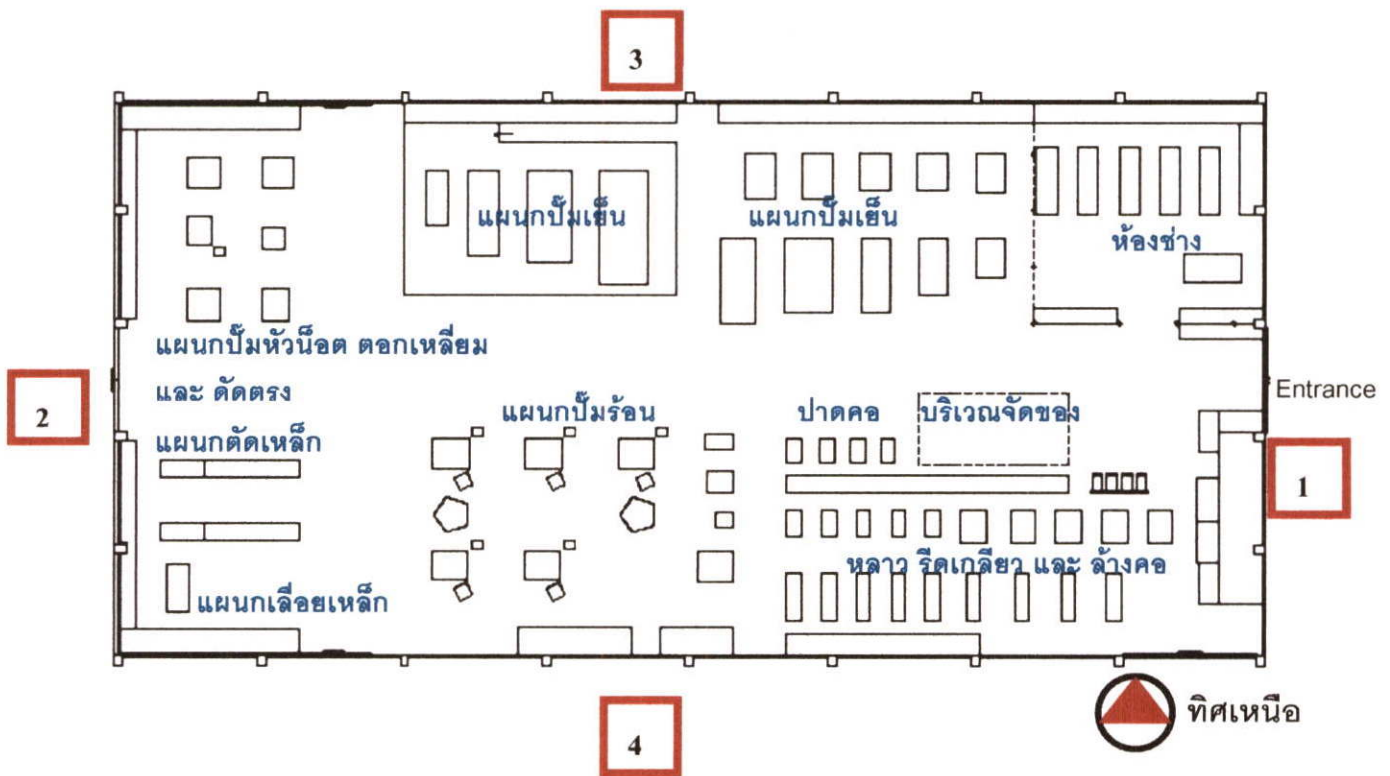 3
แผนกปั๊มเย็น
แผนกปั๊มเย็น
ห้องช่าง
แผนกปั๊มหัวน็อต ตอกเหลี่ยม
และ ดัดตรง
2
แผนกตัดเหล็ก
แผนกปั๊มร้อน
ปาดคอ
บริเวณจัดของ
Entrance
1
หลาว รีดเกลียว และ ล้างคอ
แผนกเลื่อยเหล็ก
4
ทิศเหนือ